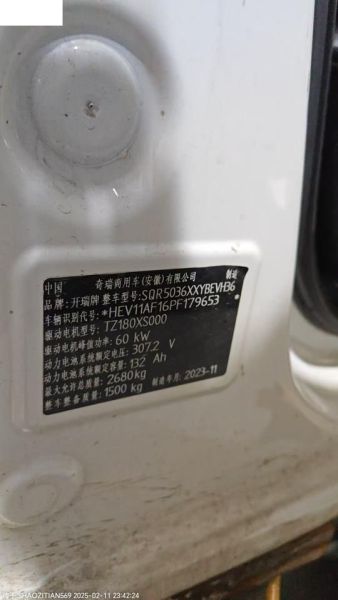 中国 奇瑞商用车(安徽)有限公司 制造
品牌: 开瑞牌 整车型号: SQR5036XXYBEVH36
车辆识别代号: *HEV11AF16PF179653
驱动电机型号: TZ180XS000
驱动电机峰值功率: 60 kW
动力电池系统额定电压: 307.2 V
动力电池系统额定容量: 132 Ah
最大允许总质量: 2680kg
整车整备质量: 1500 kg 制造年月: 2023-11
SHAOZITIAN569 2025-02-11 23:42:24